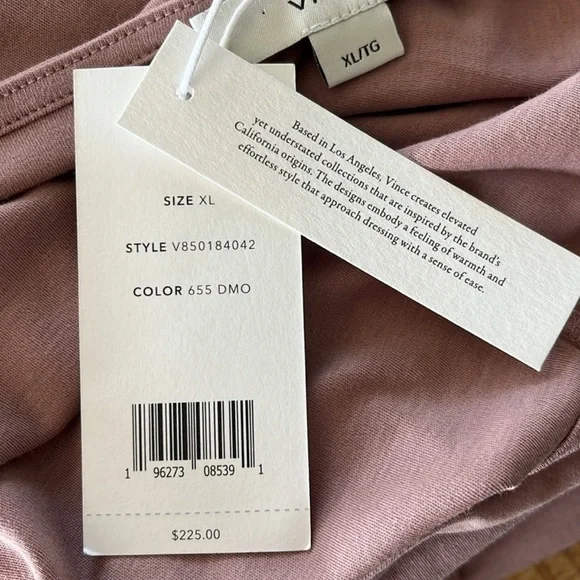 XL/TG
Based in Los Angeles, Vince creates elevated
yet understated collections that are inspired by the brand's
California origins. The designs embody a feeling of warmth and
effortless style that approach dressing with a sense of ease.
SIZE XL
STYLE V850184042
COLOR 655 DMO
1 96273 08539 1
$225.00